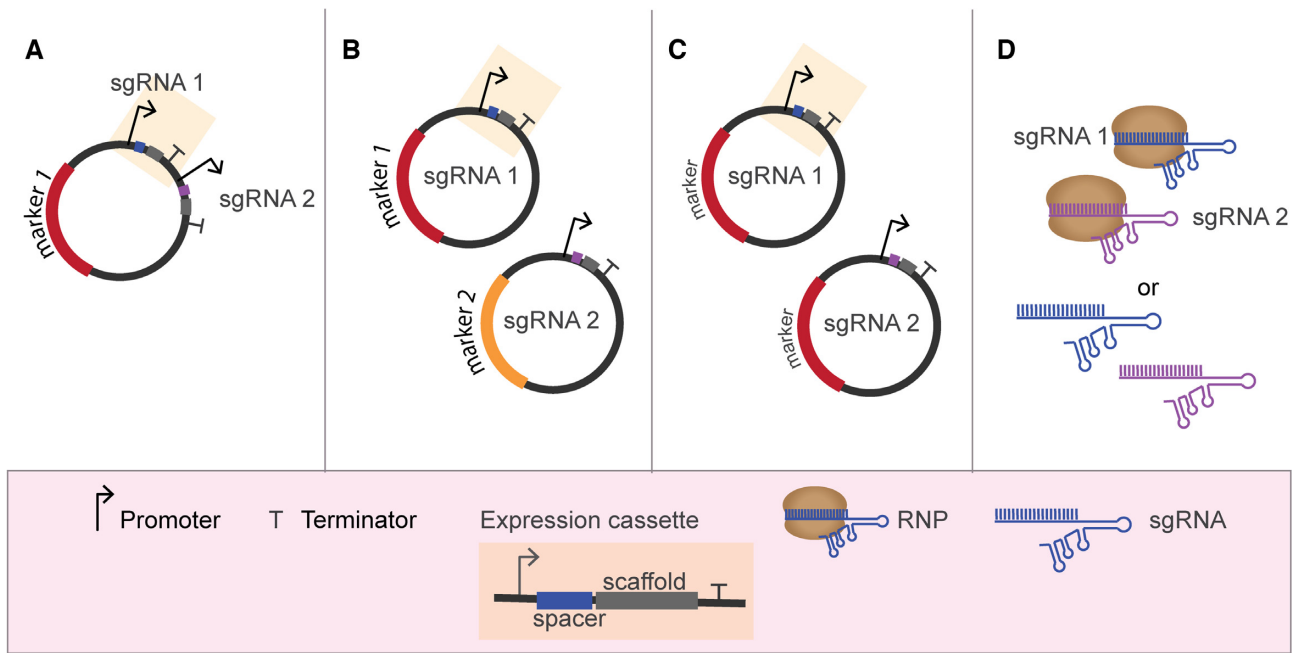 A
sgRNA 1
sgRNA 2
marker 1
B
sgRNA 1
marker 1
sgRNA 2
marker 2
C
sgRNA 1
marker
sgRNA 2
marker
D
sgRNA 1
sgRNA 2
or
Promoter
T Terminator
Expression cassette
scaffold
spacer
RNP
sgRNA